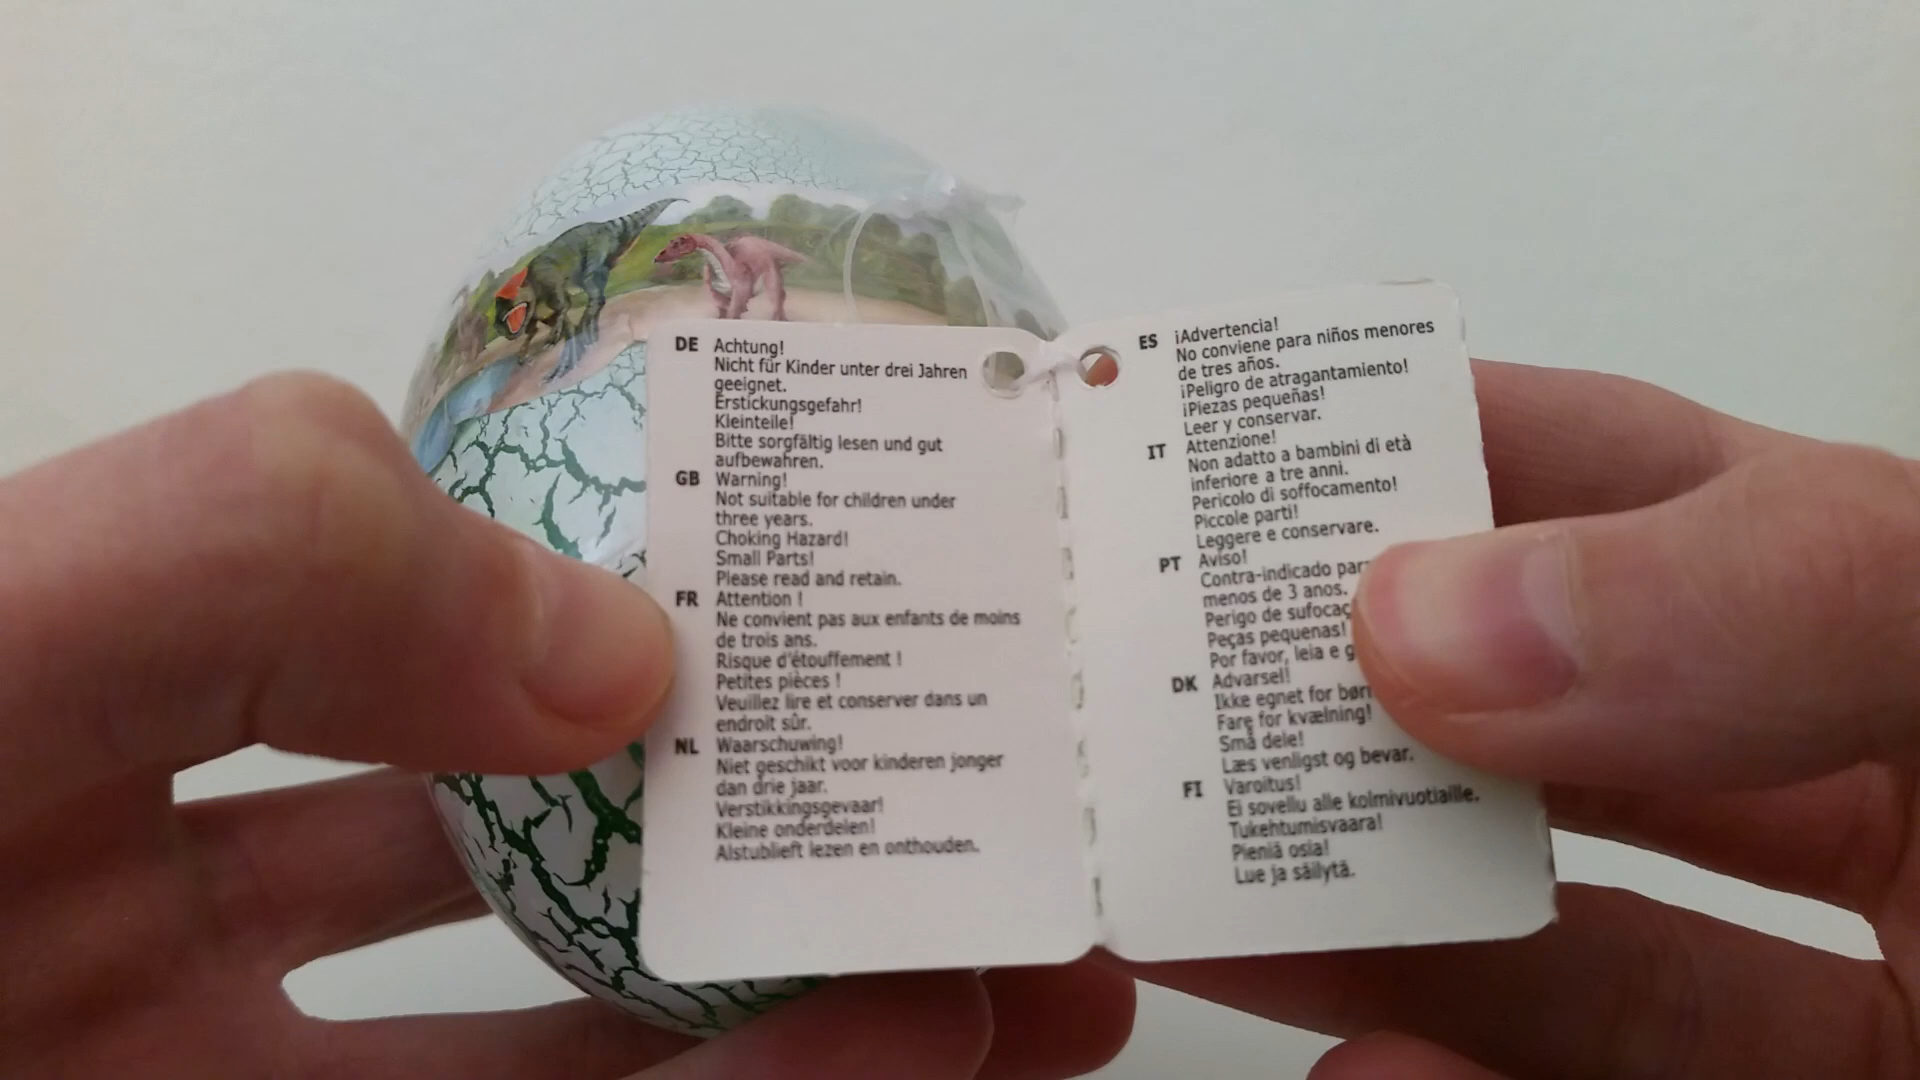 DE Achtung!
Nicht für Kinder unter drei Jahren
geeignet.
Erstickungsgefahr!
Kleinteile!
Bitte sorgfältig lesen und gut
aufbewahren.
GB Warning!
Not suitable for children under
three years.
Choking Hazard!
Small Parts!
Please read and retain.
FR Attention !
Ne convient pas aux enfants de moins
de trois ans.
Risque d'étouffement !
Petites pièces !
Veuillez lire et conserver dans un
endroit sûr.
NL Waarschuwing!
Niet geschikt voor kinderen jonger
dan drie jaar.
Verstikkingsgevaar!
Kleine onderdelen!
Alstublieft lezen en onthouden.
ES ¡Advertencia!
No conviene para niños menores
de tres años.
¡Peligro de atragantamiento!
¡Piezas pequeñas!
Leer y conservar.
IT Attenzione!
Non adatto a bambini di età
inferiore a tre anni.
Pericolo di soffocamento!
Piccole parti!
Leggere e conservare.
PT Aviso!
Contra-indicado
menos de 3 anos.
Perigo de
Peças pequenas!
Por favor, leia e
DK Advarsel!
Ikke egnet for
Fare for kvælning!
Små dele!
Læs venligst og bevar.
FI Varoitus!
Ei sovellu alle kolmivuotiaille.
Tukehtumisvaara!
Pieniä osia!
Lue ja säilytä.